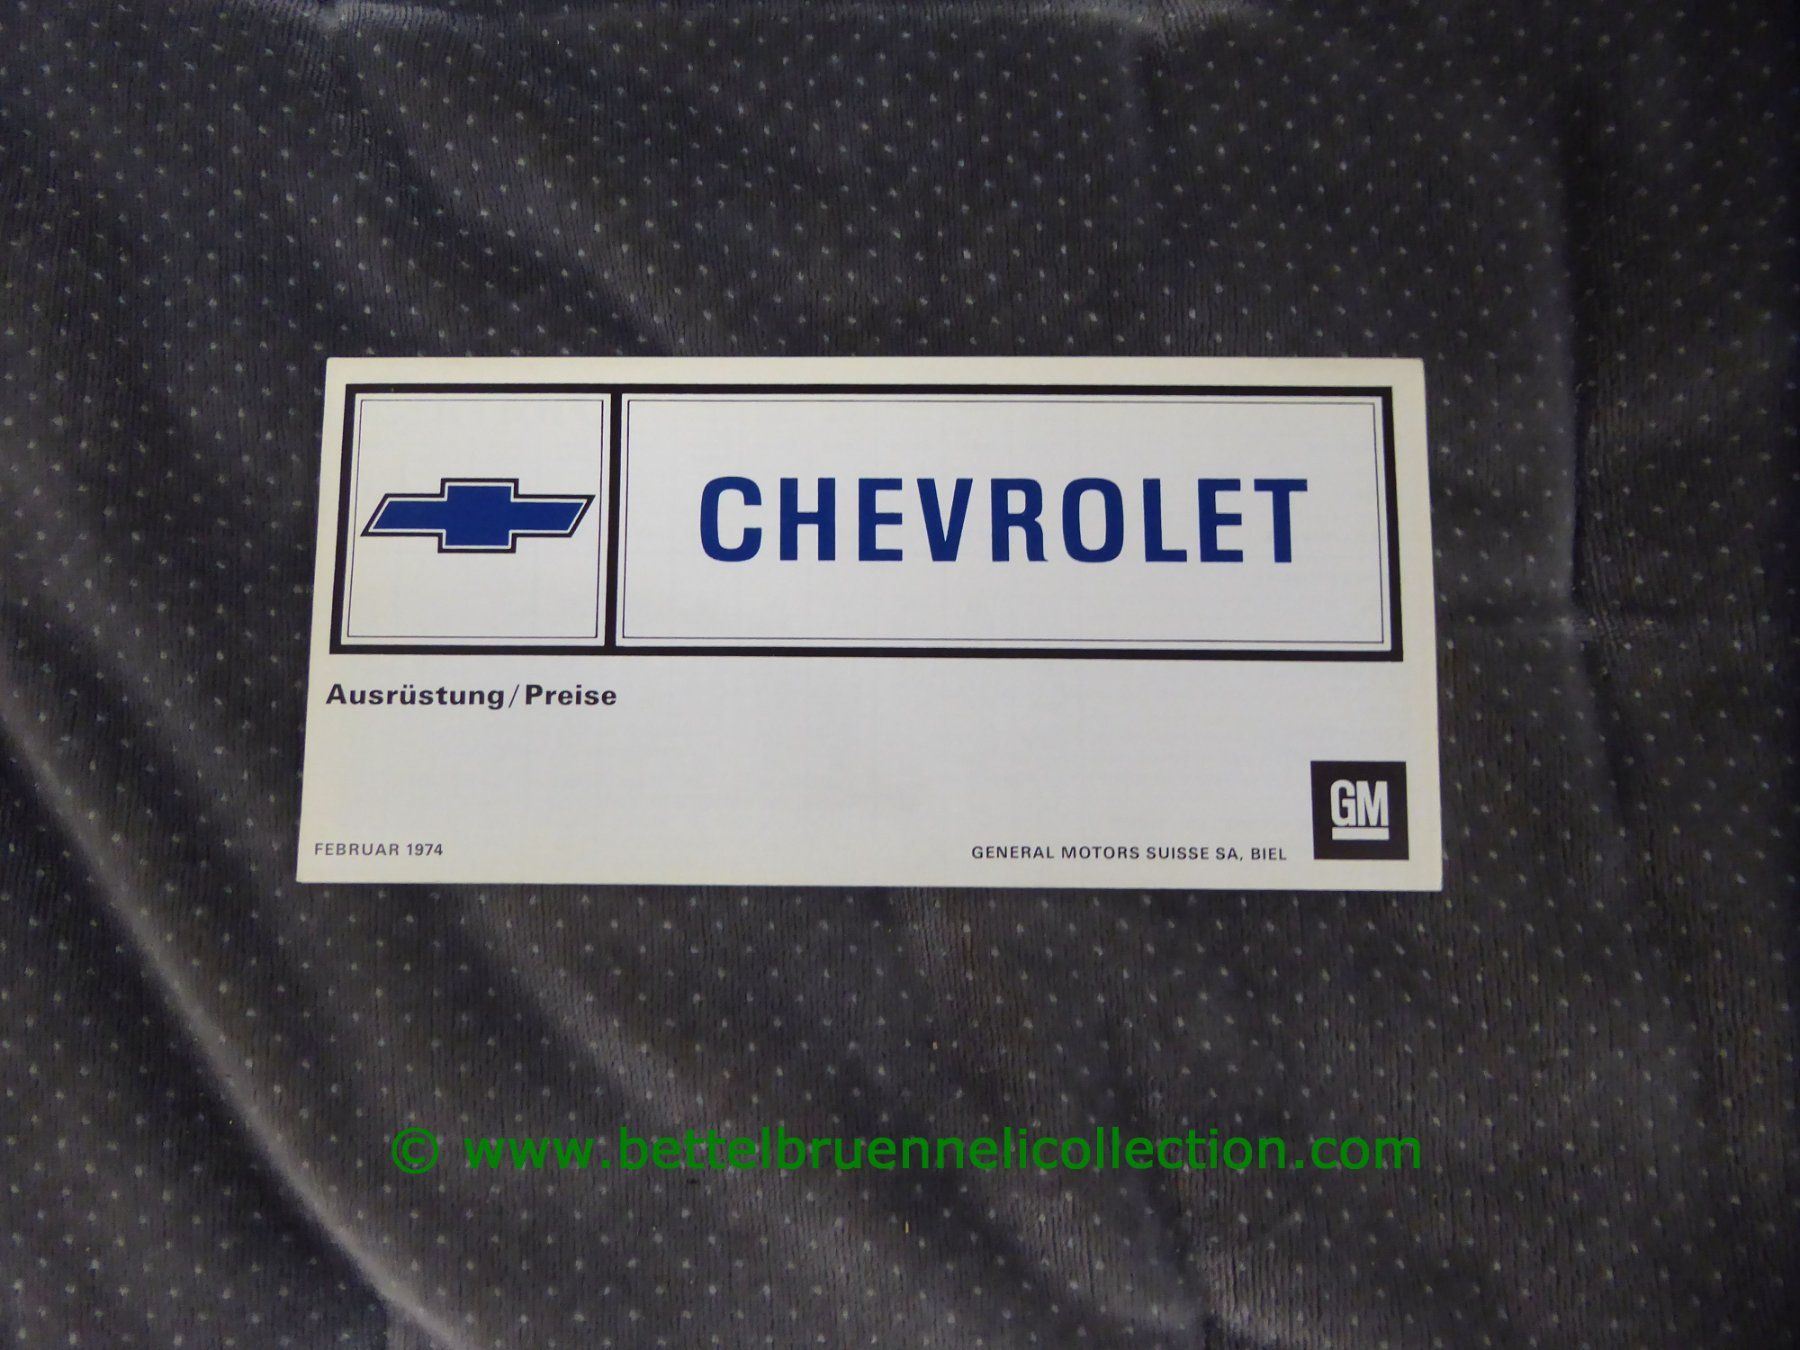 CHEVROLET
Ausrüstung/Preise
GM
FEBRUAR 1974
GENERAL MOTORS SUISSE SA, BIEL
© www.bettelbruennelicollection.com